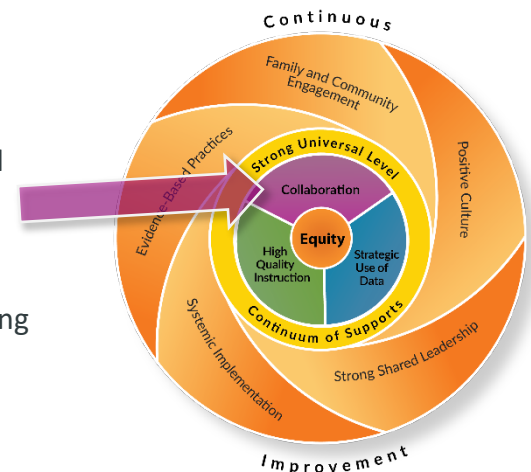 Continuous
Family and Community
Engagement
Evidence-Based Practices
Strong Universal Level
Positive Culture
Collaboration
Equity
High
Quality
Instruction
Strategic
Use of
Data
ng
Continuum of Supports
Systemic Implementation
Strong Shared Leadership
Improvement